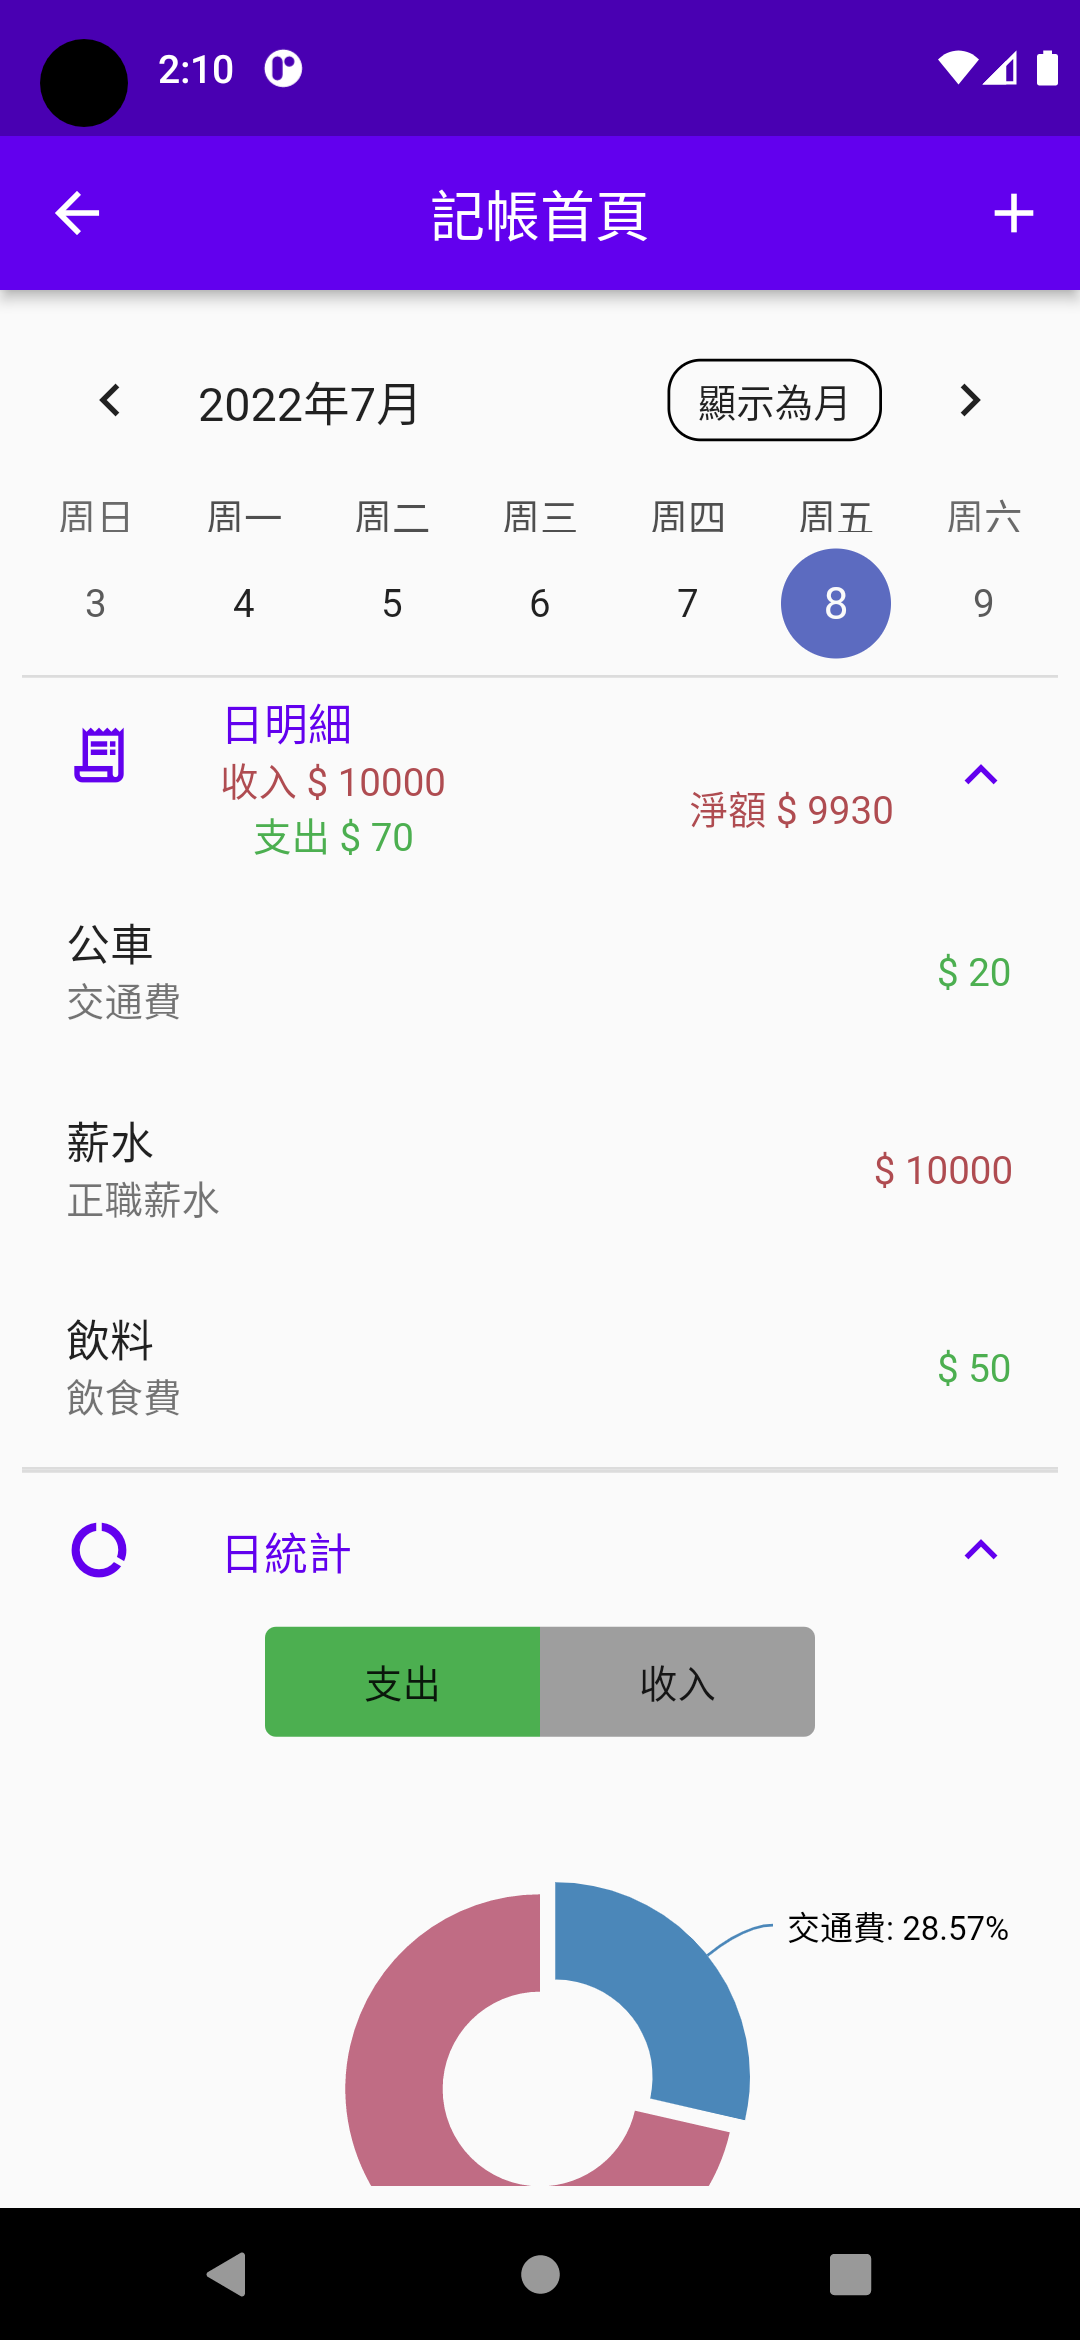 2:10
記帳首頁
2022年7月 顯示為月
周日 周一 周二 周三 周四 周五 周六
3 4 5 6 7 8 9
日明細
收入 $ 10000
淨額 $ 9930
支出 $ 70
公車
$ 20
交通費
薪水
$ 10000
正職薪水
飲料
$ 50
飲食費
日統計
支出 收入
交通費: 28.57%